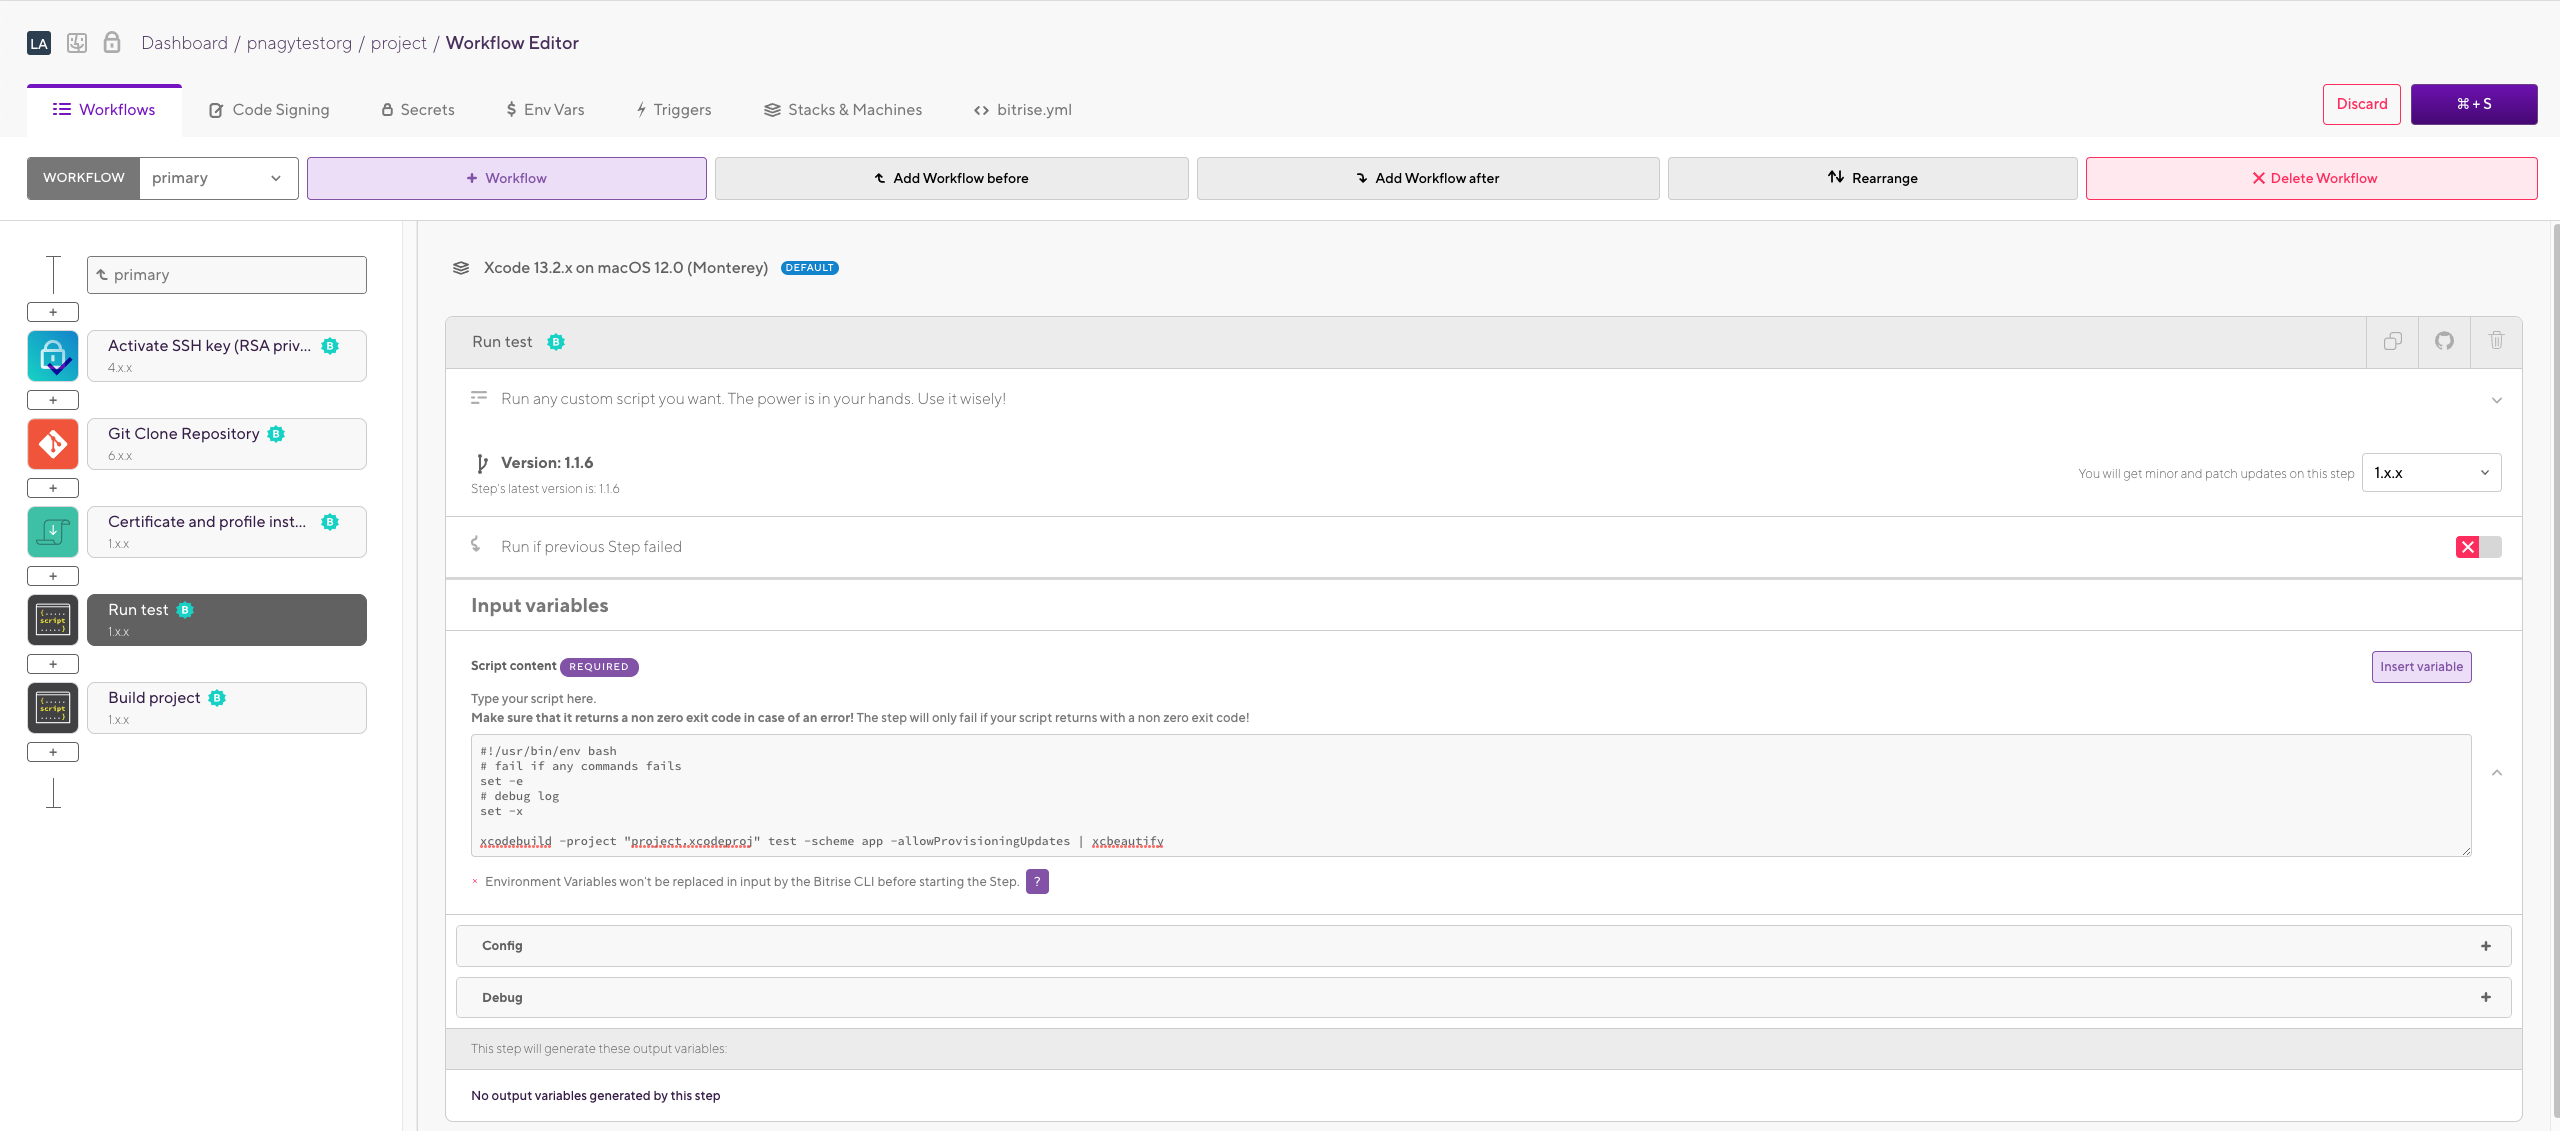 LA Dashboard / pnagytestorg / project / Workflow Editor
Workflows Code Signing Secrets $ Env Vars Triggers Stacks & Machines <> bitrise.yml Discard ⌘ + S
WORKFLOW primary + Workflow Add Workflow before Add Workflow after Rearrange Delete Workflow
primary
+
Activate SSH key (RSA priv... B
4.x.x
+
Git Clone Repository B
6.x.x
+
Certificate and profile inst... B
1.x.x
+
{.....
script
.....}
Run test B
1.x.x
+
{.....
script
.....}
Build project B
1.x.x
+
Xcode 13.2.x on macOS 12.0 (Monterey) DEFAULT
Run test B
Run any custom script you want. The power is in your hands. Use it wisely!
Version: 1.1.6
Step's latest version is: 1.1.6
You will get minor and patch updates on this step 1.x.x
Run if previous Step failed
Input variables
Script content REQUIRED Insert variable
Type your script here.
Make sure that it returns a non zero exit code in case of an error! The step will only fail if your script returns with a non zero exit code!
#!/usr/bin/env bash
# fail if any commands fails
set -e
# debug log
set -x
xcodebuild -project "project.xcodeproj" test -scheme app -allowProvisioningUpdates | xcbeautify
× Environment Variables won't be replaced in input by the Bitrise CLI before starting the Step. ?
Config +
Debug +
This step will generate these output variables:
No output variables generated by this step